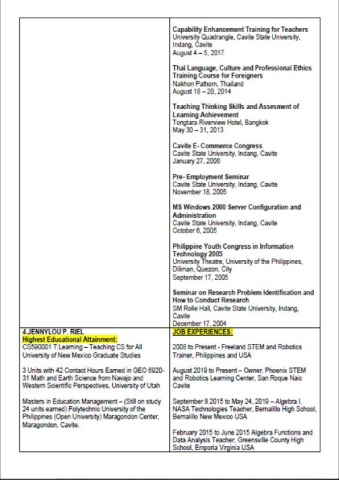 Capability Enhancement Training for Teachers
University Quadrangle, Cavite State University,
Indang, Cavite
August 4 – 5, 2017
Thai Language, Culture and Professional Ethics
Training Course for Foreigners
Nakhon Pathom, Thailand
August 18 – 20, 2014
Teaching Thinking Skills and Assesment of
Learning Achievement
Tongtara Riverview Hotel, Bangkok
May 30 – 31, 2013
Cavite E- Commerce Congress
Cavite State University, Indang, Cavite
January 27, 2006
Pre- Employment Seminar
Cavite State University, Indang, Cavite
November 18, 2005
MS Windows 2000 Server Configuration and
Administration
Cavite State University, Indang, Cavite
October 6, 2005
Philippine Youth Congress in Information
Technology 2005
University Theatre, University of the Philippines,
Diliman, Quezon, City
September 17, 2005
Seminar on Research Problem Identification and
How to Conduct Research
SM Rolle Hall, Cavite State University, Indang,
Cavite
December 17, 2004
4.JENNYLOU P. RIEL
Highest Educational Attainment:
CS590001 T Learning – Teaching CS for All
University of New Mexico Graduate Studies
3 Units with 42 Contact Hours Earned in GEO 6920-
31 Math and Earth Science from Navajo and
Western Scientific Perspectives, University of Utah
Masters in Education Management – (Still on study
24 units earned) Polytechnic University of the
Philippines (Open University) Maragondon Center,
Maragondon, Cavite.
JOB EXPERIENCES:
2008 to Present - Freeland STEM and Robotics
Trainer, Philippines and USA
August 2019 to Present – Owner, Phoenix STEM
and Robotics Learning Center, San Roque Naic
Cavite
September 8 2015 to May 24, 2019 – Algebra I,
NASA Technologies Teacher, Bernalillo High School,
Bernalillo New Mexico USA
February 2015 to June 2015 Algebra Functions and
Data Analysis Teacher, Greensville County High
School, Emporia Virginia USA